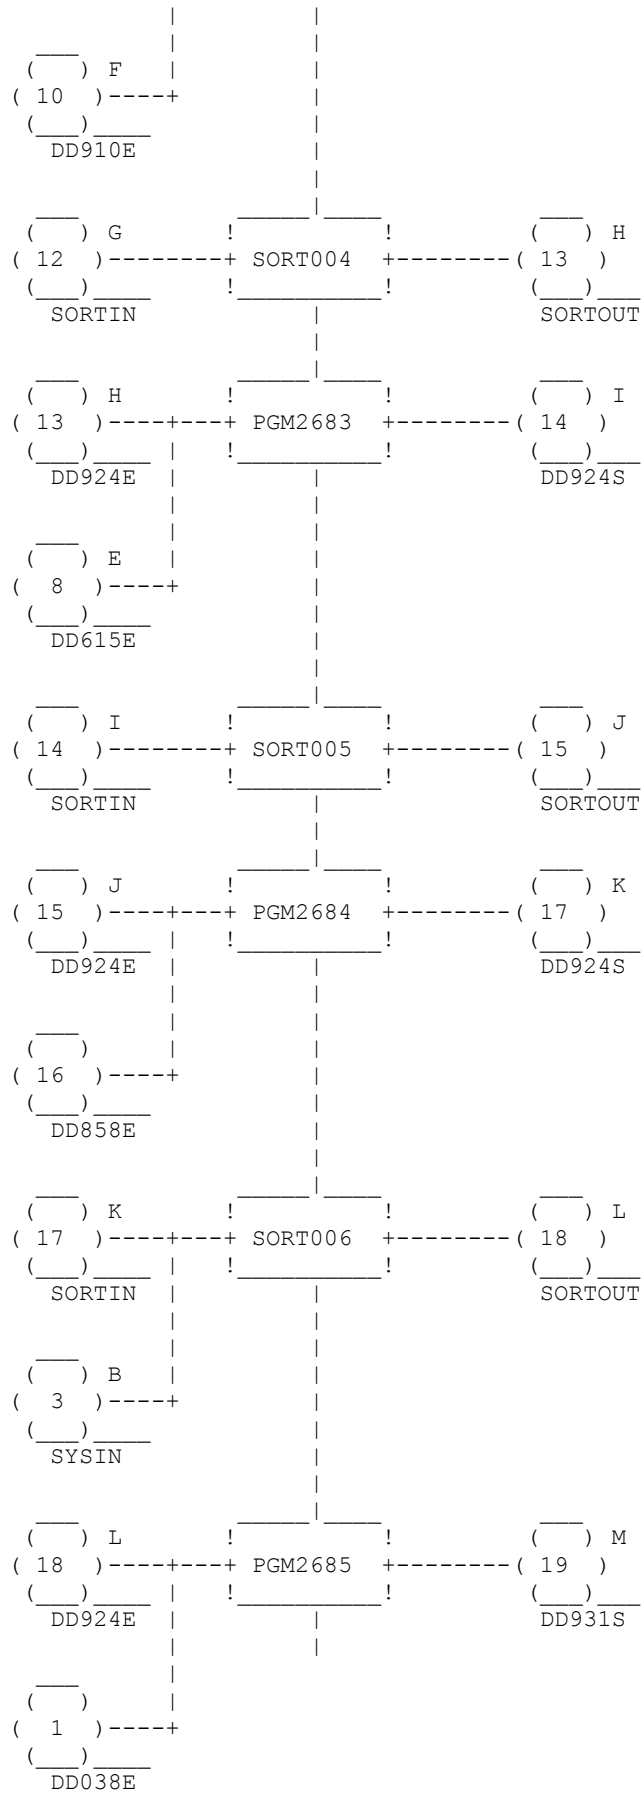 F
10
DD910E
G
12 SORT004 H
13
SORTIN SORTOUT
H I
13 PGM2683 14
DD924E DD924S
E
8
DD615E
I J
14 SORT005 15
SORTIN SORTOUT
J K
15 PGM2684 17
DD924E DD924S
16
DD858E
K L
17 SORT006 18
SORTIN SORTOUT
B
3
SYSIN
L M
18 PGM2685 19
DD924E DD931S
1
DD038E